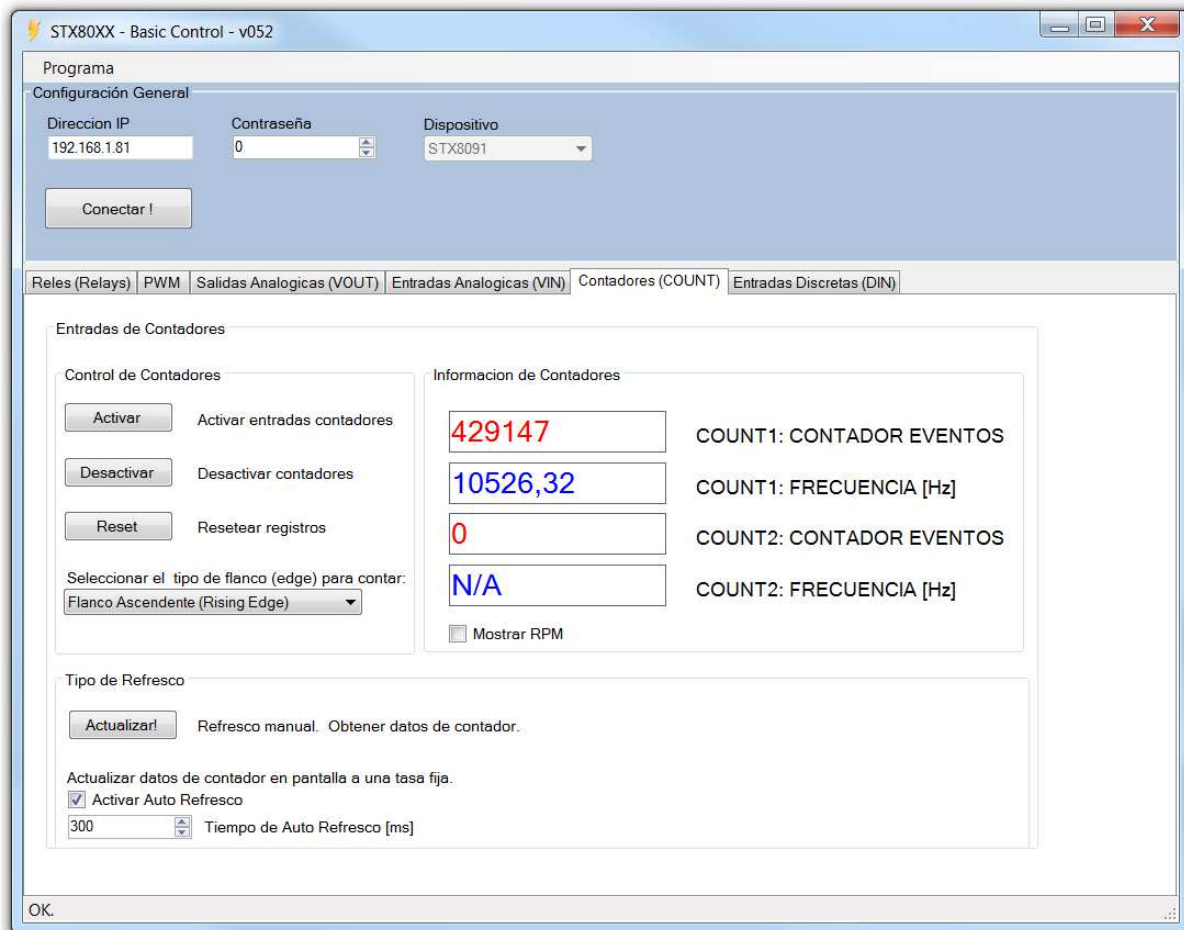 STX80XX - Basic Control - v052
Programa
Configuración General
Direccion IP
Contraseña
Dispositivo
192.168.1.81
0
STX8091
Conectar !
Reles (Relays)
PWM
Salidas Analogicas (VOUT)
Entradas Analogicas (VIN)
Contadores (COUNT)
Entradas Discretas (DIN)
Entradas de Contadores
Control de Contadores
Activar
Activar entradas contadores
Desactivar
Desactivar contadores
Reset
Resetear registros
Seleccionar el tipo de flanco (edge) para contar:
Flanco Ascendente (Rising Edge)
Informacion de Contadores
429147
COUNT1: CONTADOR EVENTOS
10526,32
COUNT1: FRECUENCIA [Hz]
0
COUNT2: CONTADOR EVENTOS
N/A
COUNT2: FRECUENCIA [Hz]
Mostrar RPM
Tipo de Refresco
Actualizar!
Refresco manual. Obtener datos de contador.
Actualizar datos de contador en pantalla a una tasa fija.
Activar Auto Refresco
300
Tiempo de Auto Refresco [ms]
OK.